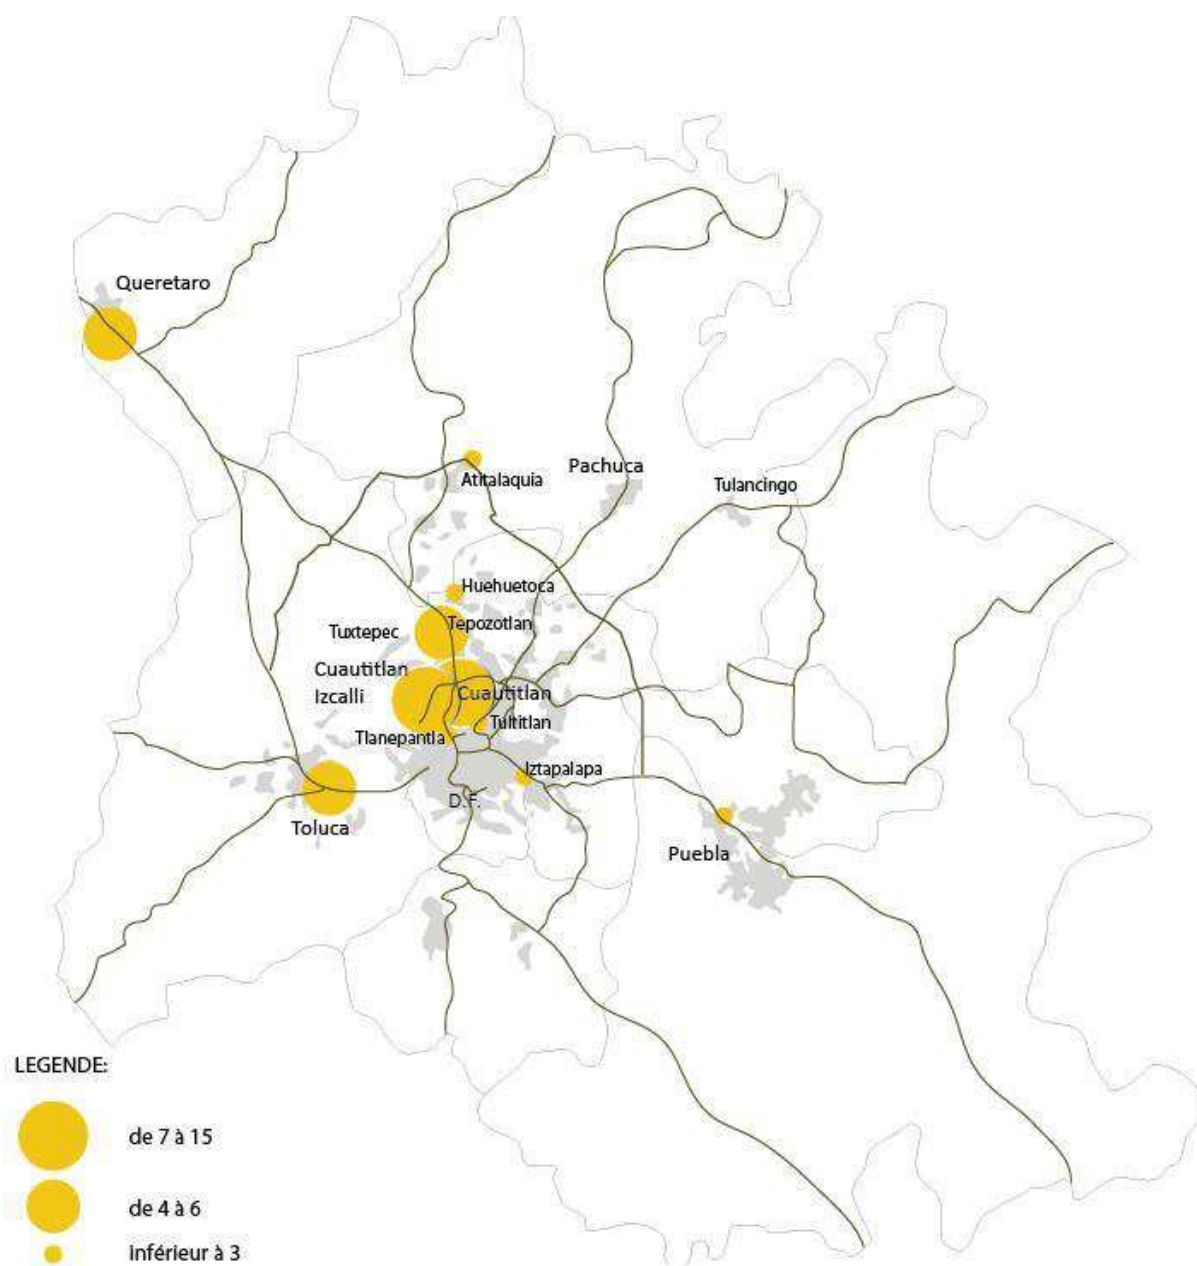 Queretaro
Pachuca
Atitalaquia
Tulancingo
Huehuetoca
Tepozotlan
Tuxtepec
Cuautitlan
Izcalli
Cuautitlan
Tultitlan
Tlanepantla
Iztapalapa
D.F.
Toluca
Puebla
LEGENDE:
de 7 à 15
de 4 à 6
inférieur à 3